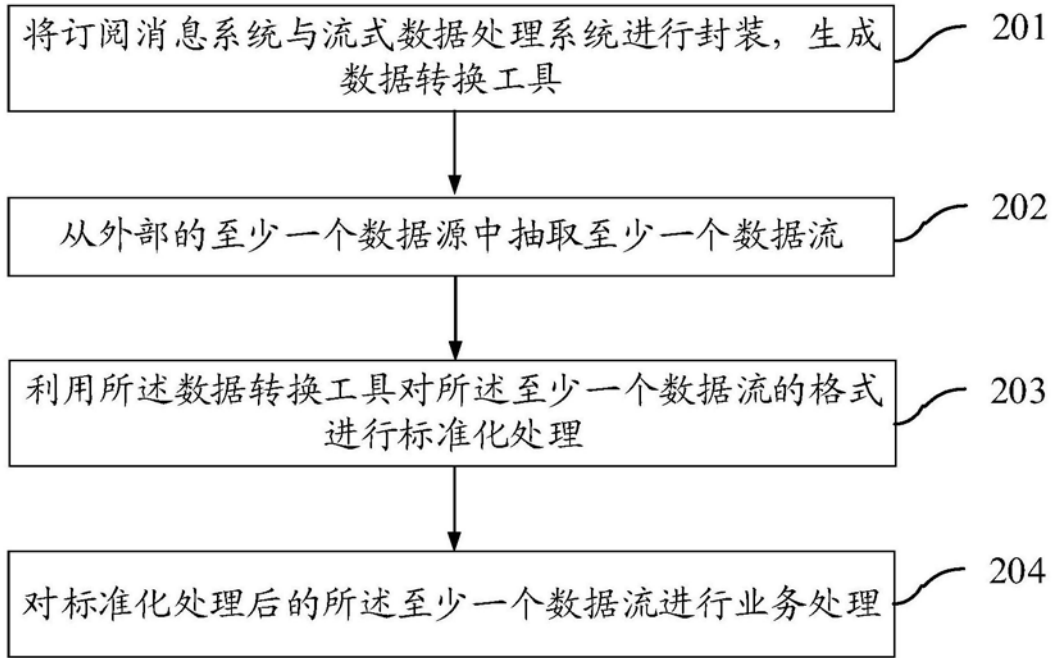 将订阅消息系统与流式数据处理系统进行封装，生成
数据转换工具
201
从外部的至少一个数据源中抽取至少一个数据流
202
利用所述数据转换工具对所述至少一个数据流的格式
进行标准化处理
203
对标准化处理后的所述至少一个数据流进行业务处理
204